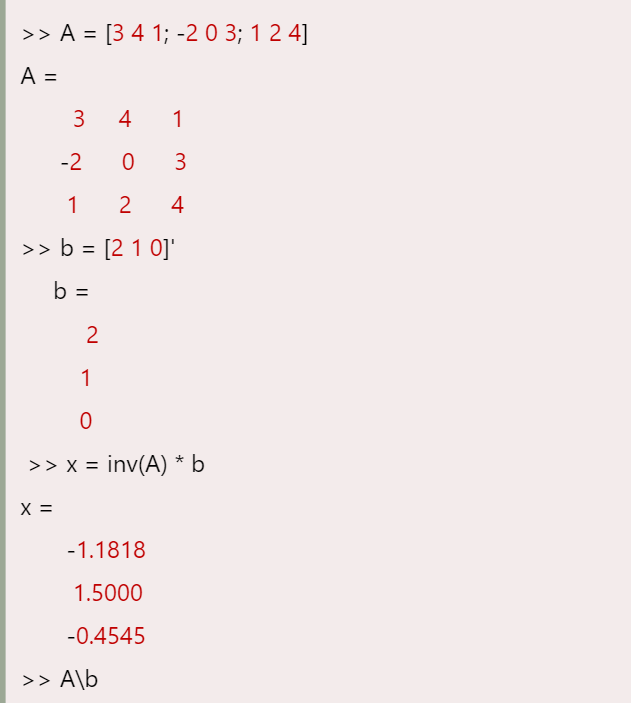 >> A = [3 4 1; -2 0 3; 1 2 4]
A =
3 4 1
-2 0 3
1 2 4
>> b = [2 1 0]'
b =
2
1
0
>> x = inv(A) * b
x =
-1.1818
1.5000
-0.4545
>> A\b